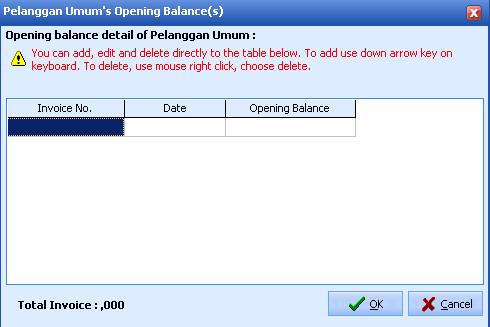 Pelanggan Umum's Opening Balance(s)
Opening balance detail of Pelanggan Umum :
You can add, edit and delete directly to the table below. To add use down arrow key on
keyboard. To delete, use mouse right click, choose delete.
Invoice No. Date Opening Balance
Total Invoice : ,000 OK Cancel